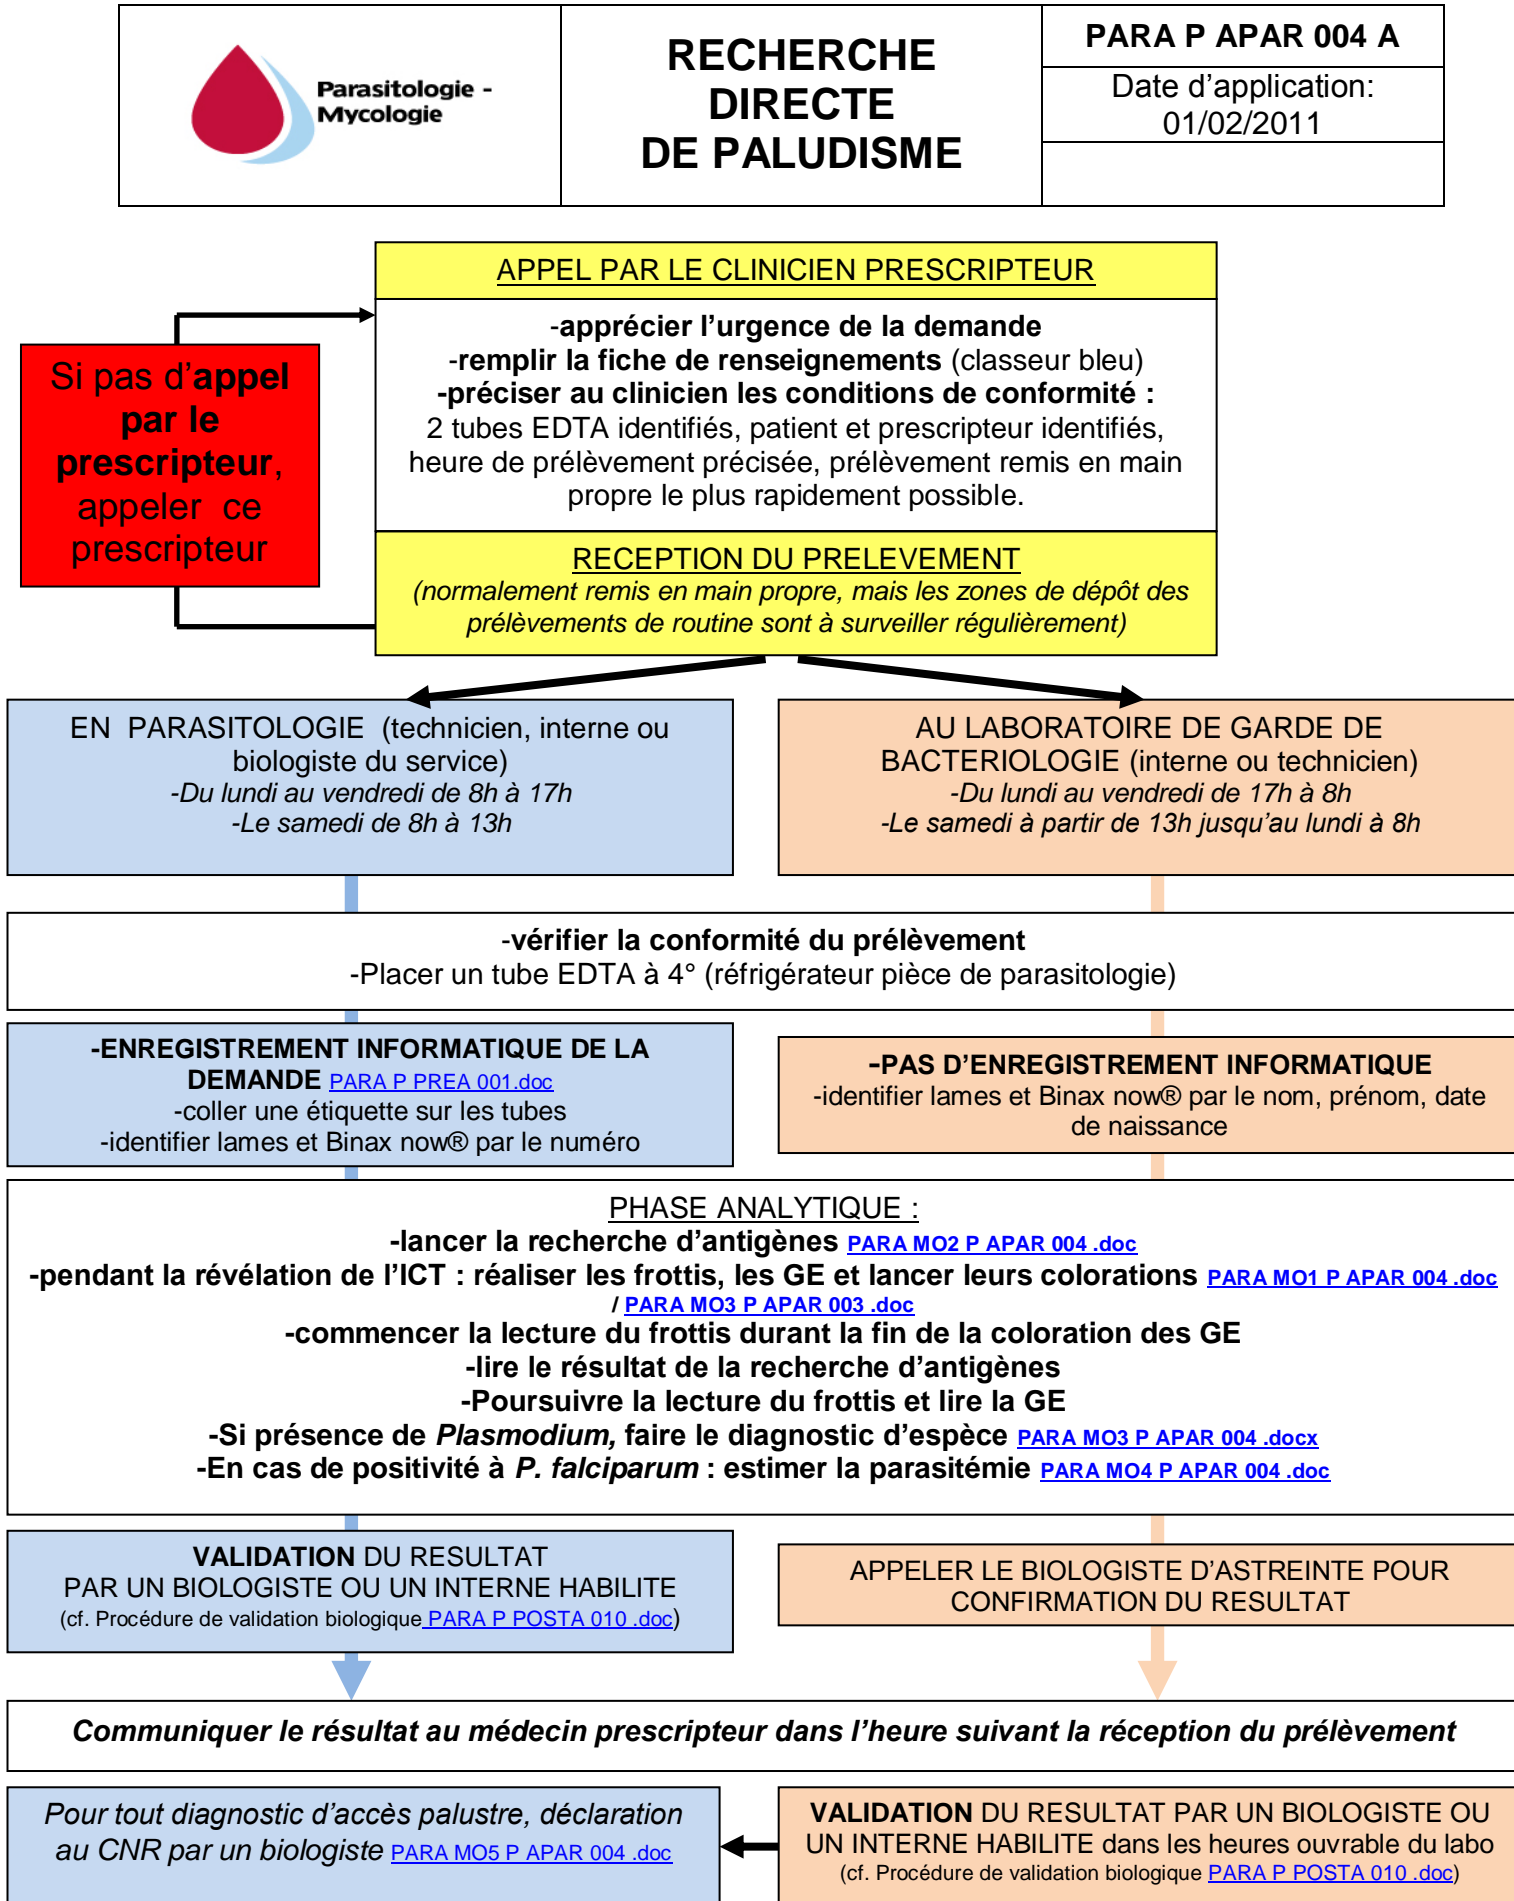 Parasitologie -
Mycologie
RECHERCHE
DIRECTE
DE PALUDISME
PARA P APAR 004 A
Date d'application:
01/02/2011
APPEL PAR LE CLINICIEN PRESCRIPTEUR
-apprécier l'urgence de la demande
-remplir la fiche de renseignements (classeur bleu)
-préciser au clinicien les conditions de conformité :
2 tubes EDTA identifiés, patient et prescripteur identifiés,
heure de prélèvement précisée, prélèvement remis en main
propre le plus rapidement possible.
Si pas d'appel
par le
prescripteur,
appeler ce
prescripteur
RECEPTION DU PRELEVEMENT
(normalement remis en main propre, mais les zones de dépôt des
prélèvements de routine sont à surveiller régulièrement)
EN PARASITOLOGIE (technicien, interne ou
biologiste du service)
-Du lundi au vendredi de 8h à 17h
-Le samedi de 8h à 13h
AU LABORATOIRE DE GARDE DE
BACTERIOLOGIE (interne ou technicien)
-Du lundi au vendredi de 17h à 8h
-Le samedi à partir de 13h jusqu'au lundi à 8h
-vérifier la conformité du prélèvement
-Placer un tube EDTA à 4° (réfrigérateur pièce de parasitologie)
-ENREGISTREMENT INFORMATIQUE DE LA
DEMANDE PARA P PREA 001.doc
-coller une étiquette sur les tubes
-identifier lames et Binax now® par le numéro
-PAS D'ENREGISTREMENT INFORMATIQUE
-identifier lames et Binax now® par le nom, prénom, date
de naissance
PHASE ANALYTIQUE :
-lancer la recherche d'antigènes PARA MO2 P APAR 004 .doc
-pendant la révélation de l'ICT : réaliser les frottis, les GE et lancer leurs colorations PARA MO1 P APAR 004 .doc
/ PARA MO3 P APAR 003 .doc
-commencer la lecture du frottis durant la fin de la coloration des GE
-lire le résultat de la recherche d'antigènes
-Poursuivre la lecture du frottis et lire la GE
-Si présence de Plasmodium, faire le diagnostic d'espèce PARA MO3 P APAR 004 .docx
-En cas de positivité à P. falciparum : estimer la parasitémie PARA MO4 P APAR 004 .doc
VALIDATION DU RESULTAT
PAR UN BIOLOGISTE OU UN INTERNE HABILITE
(cf. Procédure de validation biologique PARA P POSTA 010 .doc)
APPELER LE BIOLOGISTE D'ASTREINTE POUR
CONFIRMATION DU RESULTAT
Communiquer le résultat au médecin prescripteur dans l'heure suivant la réception du prélèvement
Pour tout diagnostic d'accès palustre, déclaration
au CNR par un biologiste PARA MO5 P APAR 004 .doc
VALIDATION DU RESULTAT PAR UN BIOLOGISTE OU
UN INTERNE HABILITE dans les heures ouvrable du labo
(cf. Procédure de validation biologique PARA P POSTA 010 .doc)